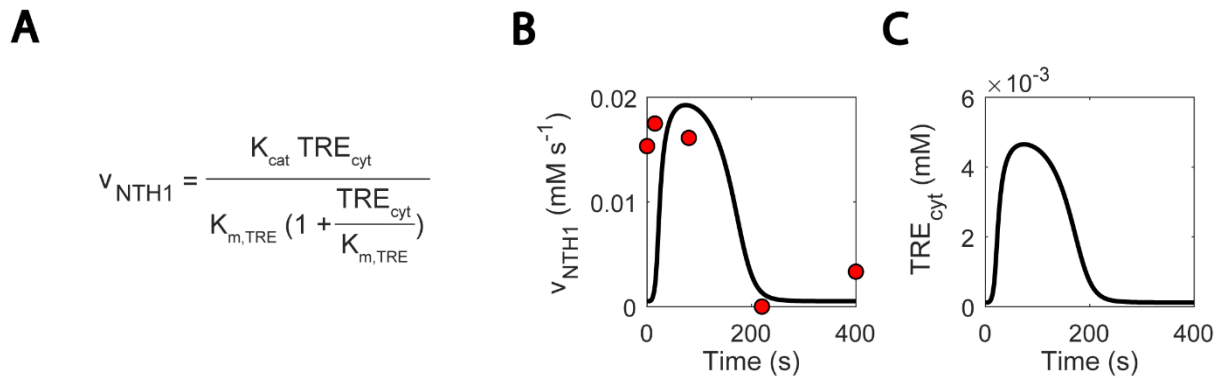 A
v_NTH1 = K_cat TRE_cyt / K_m,TRE (1 + TRE_cyt / K_m,TRE)
B
0.02
0.01
0
v_NTH1 (mM s^-1)
0 200 400
Time (s)
C
× 10^-3
6
4
2
0
TRE_cyt (mM)
0 200 400
Time (s)